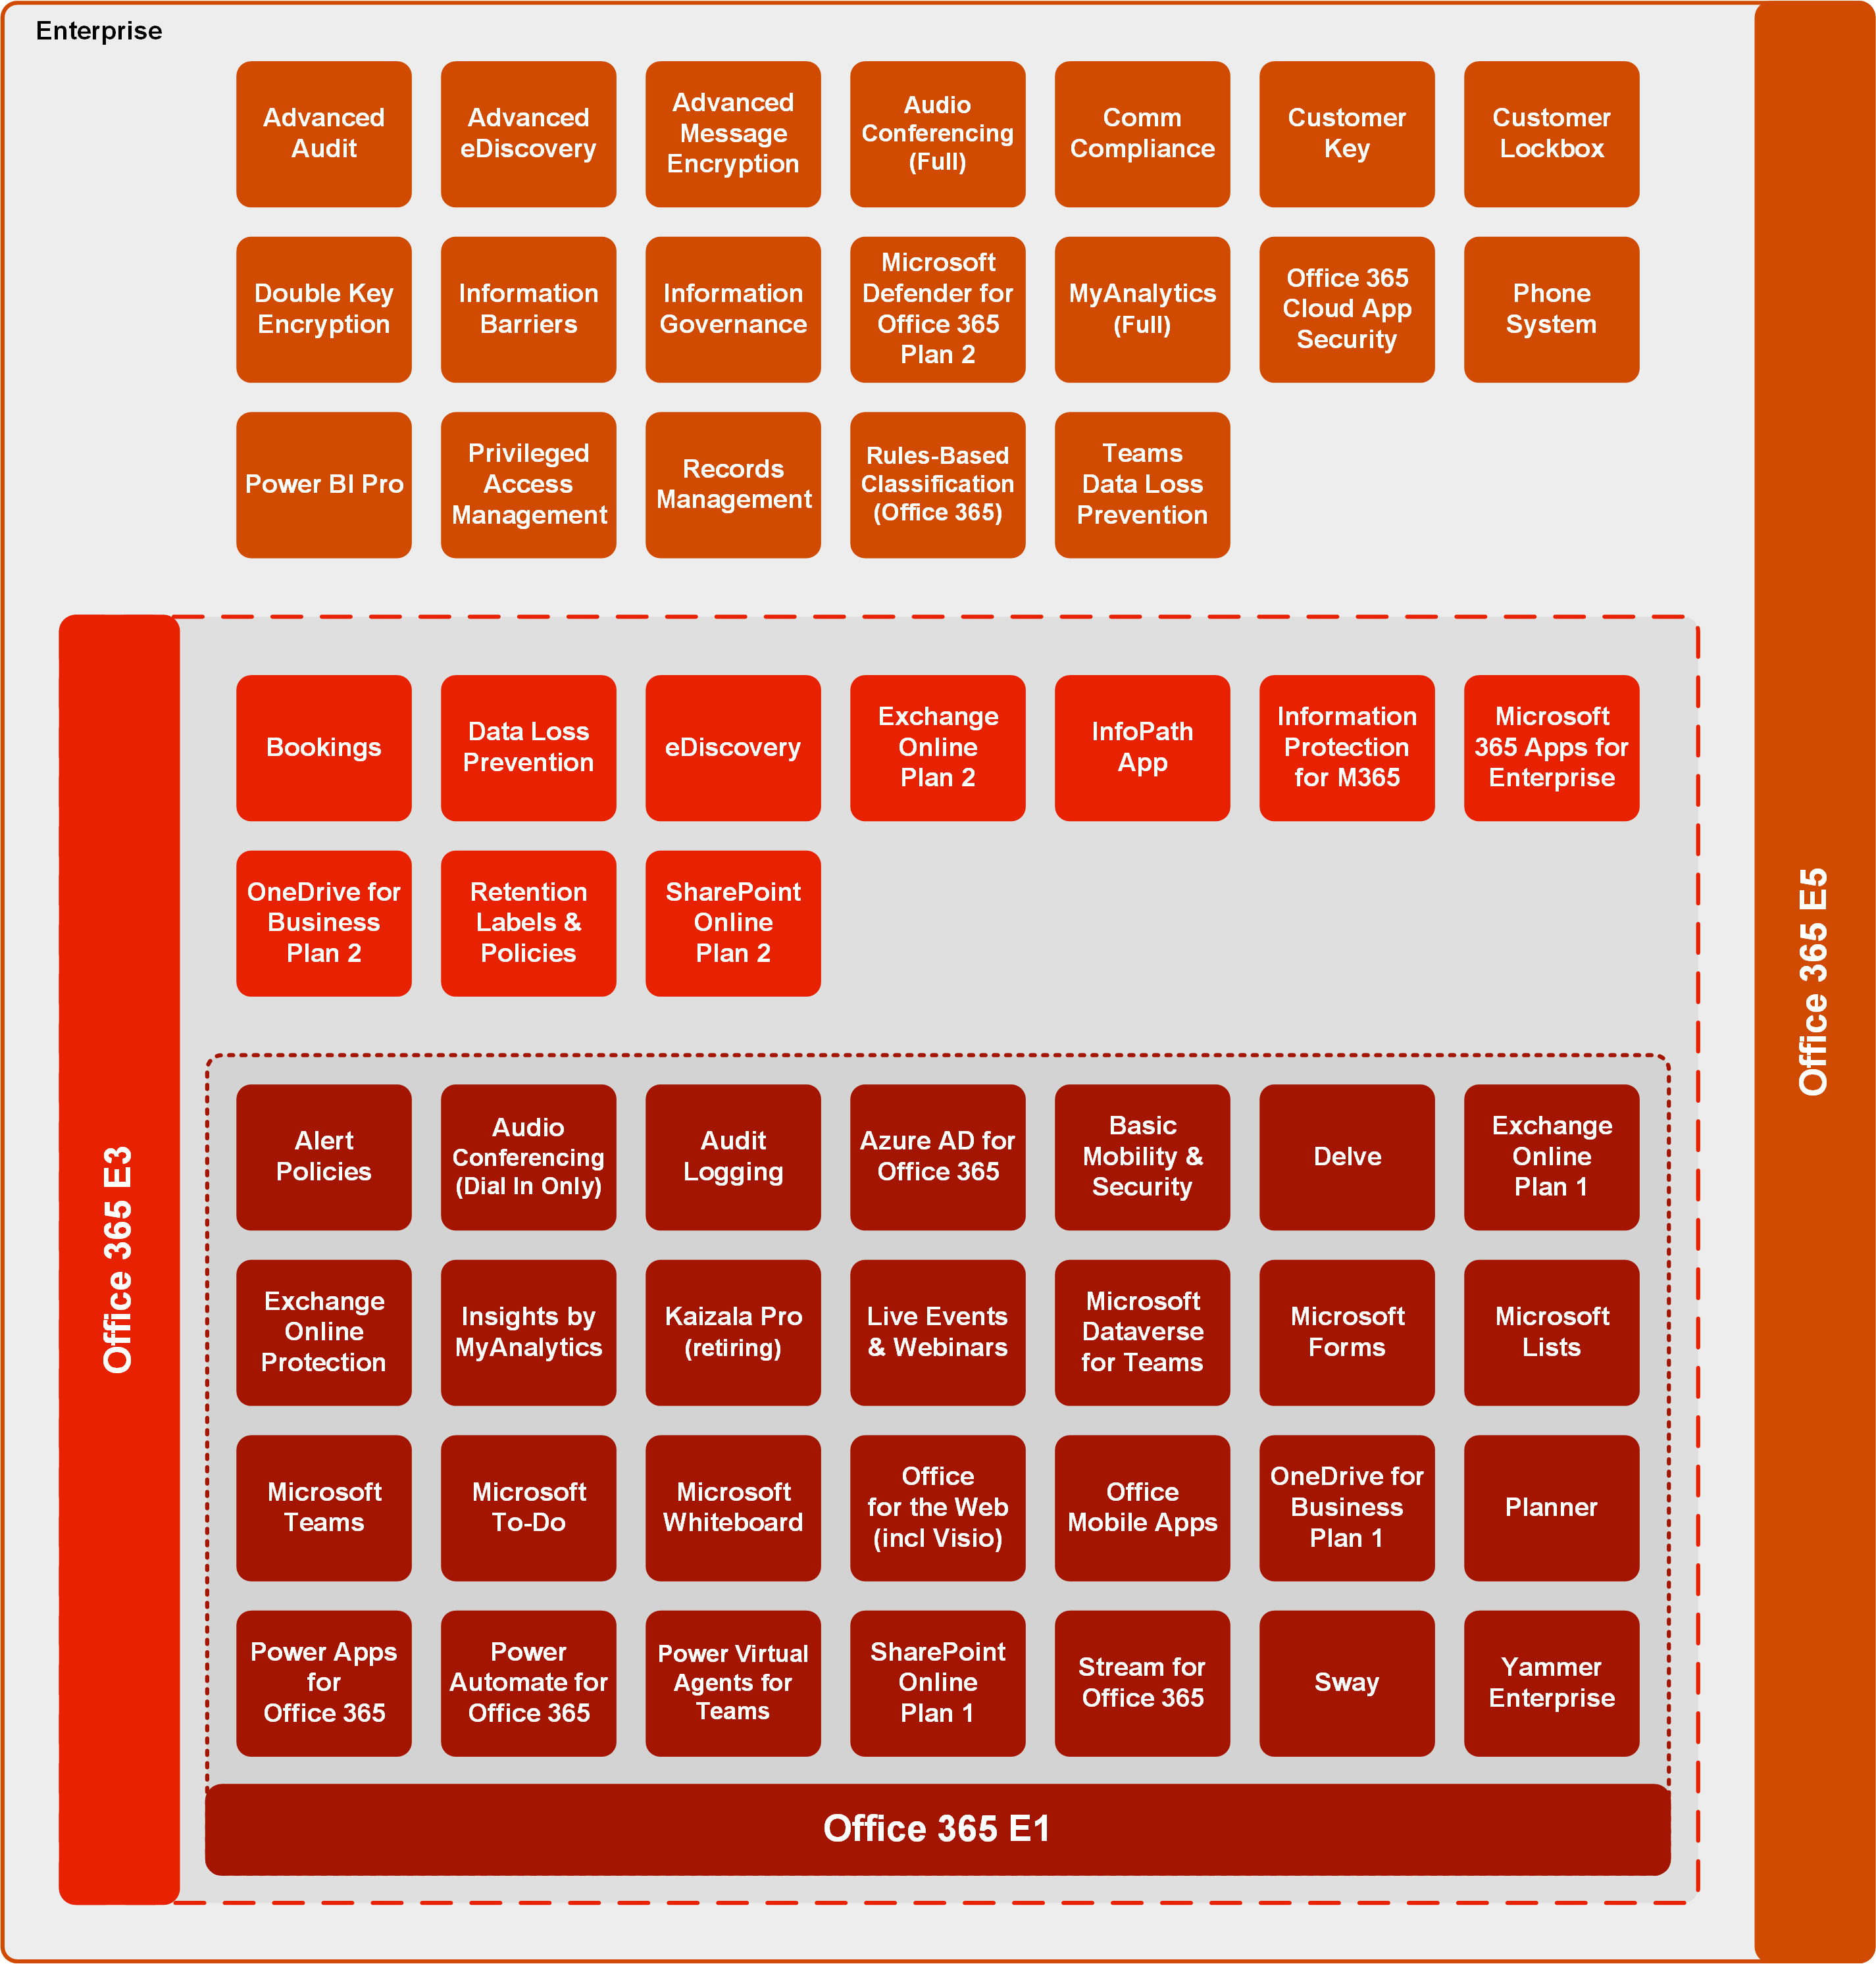 Enterprise
Advanced
Audit
Advanced
eDiscovery
Advanced
Message
Encryption
Audio
Conferencing
(Full)
Comm
Compliance
Customer
Key
Customer
Lockbox
Double Key
Encryption
Information
Barriers
Information
Governance
Microsoft
Defender for
Office 365
Plan 2
MyAnalytics
(Full)
Office 365
Cloud App
Security
Phone
System
Power BI Pro
Privileged
Access
Management
Records
Management
Rules-Based
Classification
(Office 365)
Teams
Data Loss
Prevention
Office 365 E5
Bookings
Data Loss
Prevention
eDiscovery
Exchange
Online
Plan 2
InfoPath
App
Information
Protection
for M365
Microsoft
365 Apps for
Enterprise
OneDrive for
Business
Plan 2
Retention
Labels &
Policies
SharePoint
Online
Plan 2
Office 365 E3
Alert
Policies
Audio
Conferencing
(Dial In Only)
Audit
Logging
Azure AD for
Office 365
Basic
Mobility &
Security
Delve
Exchange
Online
Plan 1
Exchange
Online
Protection
Insights by
MyAnalytics
Kaizala Pro
(retiring)
Live Events
& Webinars
Microsoft
Dataverse
for Teams
Microsoft
Forms
Microsoft
Lists
Microsoft
Teams
Microsoft
To-Do
Microsoft
Whiteboard
Office
for the Web
(incl Visio)
Office
Mobile Apps
OneDrive for
Business
Plan 1
Planner
Power Apps
for
Office 365
Power
Automate for
Office 365
Power Virtual
Agents for
Teams
SharePoint
Online
Plan 1
Stream for
Office 365
Sway
Yammer
Enterprise
Office 365 E1